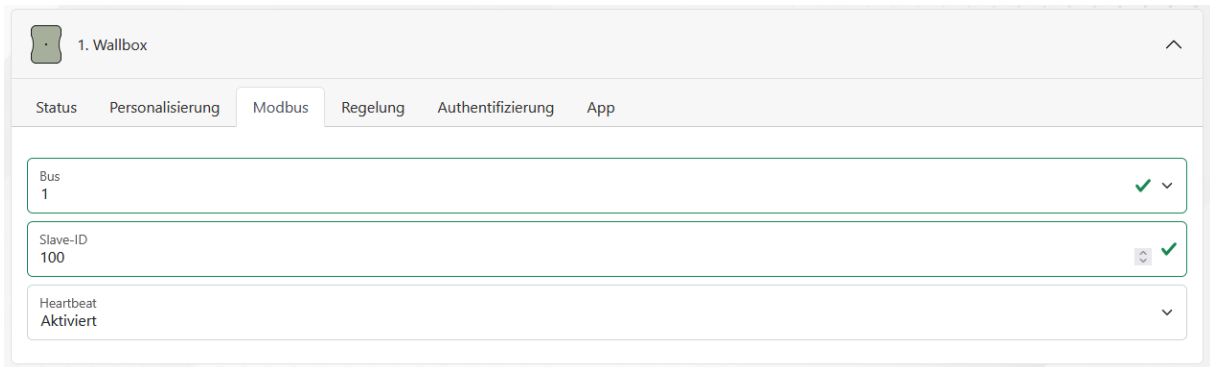 1. Wallbox
Status Personalisierung Modbus Regelung Authentifizierung App
Bus
1
Slave-ID
100
Heartbeat
Aktiviert